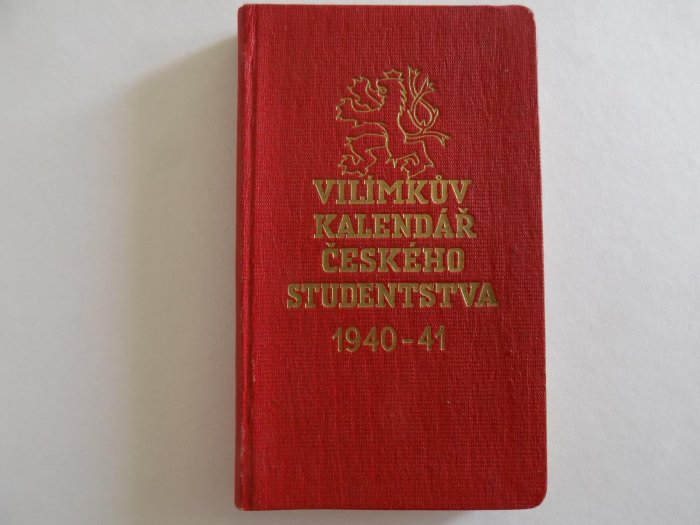 VILÍMKŮV
KALENDÁŘ
ČESKÉHO
STUDENTSTVA
1940-41